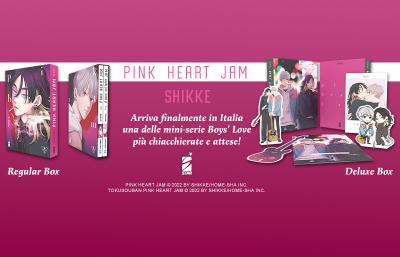 PINK HEART JAM
SHIKKE
Arriva finalmente in Italia
una delle mini-serie Boys' Love
più chiacchierate e attese!
Regular Box
Deluxe Box
STAR
PINK HEART JAM © 2022 BY SHIKKE/HOME-SHA INC.
TOKUSOUBAN PINK HEART JAM © 2022 BY SHIKKE/HOME-SHA INC.